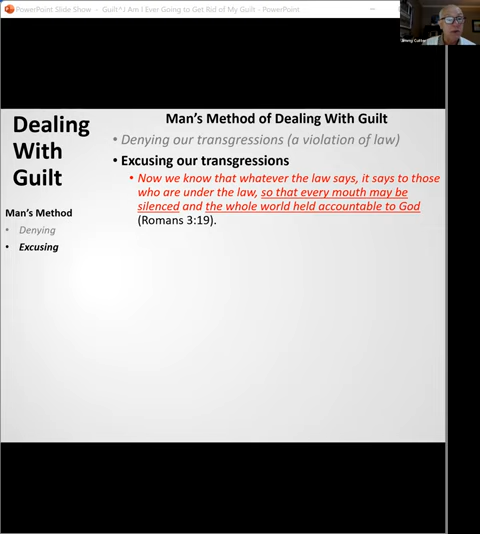 PowerPoint Slide Show - Guilt^J Am I Ever Going to Get Rid of My Guilt - PowerPoint
Dealing
With
Guilt
Man's Method
• Denying
• Excusing
Man's Method of Dealing With Guilt
• Denying our transgressions (a violation of law)
• Excusing our transgressions
• Now we know that whatever the law says, it says to those
who are under the law, so that every mouth may be
silenced and the whole world held accountable to God
(Romans 3:19).